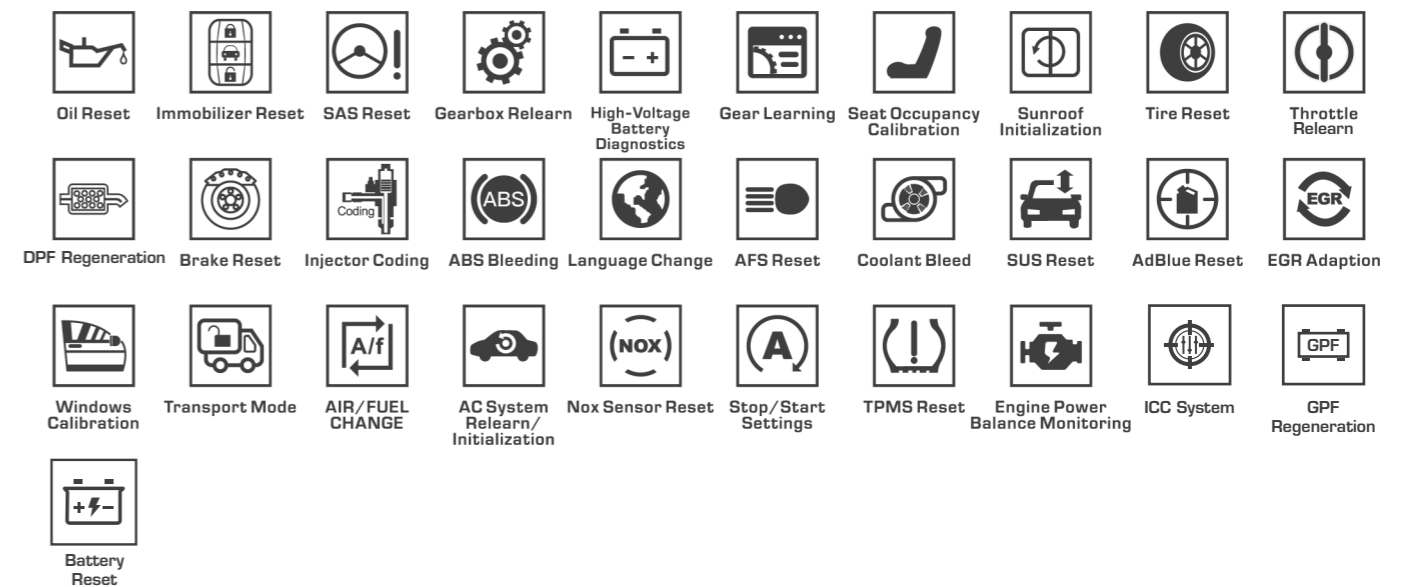 Oil Reset
Immobilizer Reset
SAS Reset
Gearbox Relearn
High-Voltage
Battery
Diagnostics
Gear Learning
Seat Occupancy
Calibration
Sunroof
Initialization
Tire Reset
Throttle
Relearn
DPF Regeneration
Brake Reset
Coding
Injector Coding
ABS
ABS Bleeding
Language Change
AFS Reset
Coolant Bleed
SUS Reset
AdBlue Reset
EGR
EGR Adaption
Windows
Calibration
Transport Mode
A/f
AIR/FUEL
CHANGE
AC System
Relearn/
Initialization
NOX
Nox Sensor Reset
A
Stop/Start
Settings
TPMS Reset
Engine Power
Balance Monitoring
ICC System
GPF
GPF
Regeneration
Battery
Reset